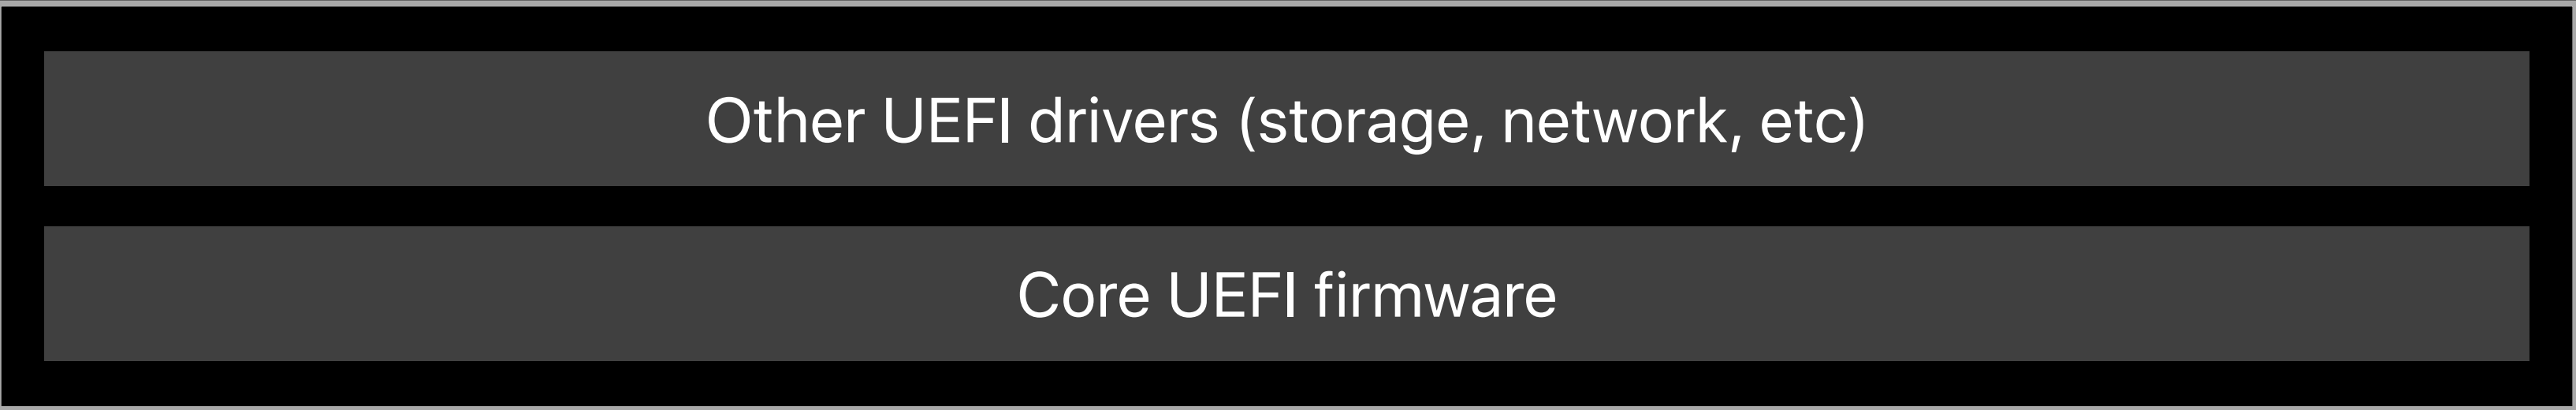 Other UEFI drivers (storage, network, etc)
Core UEFI firmware